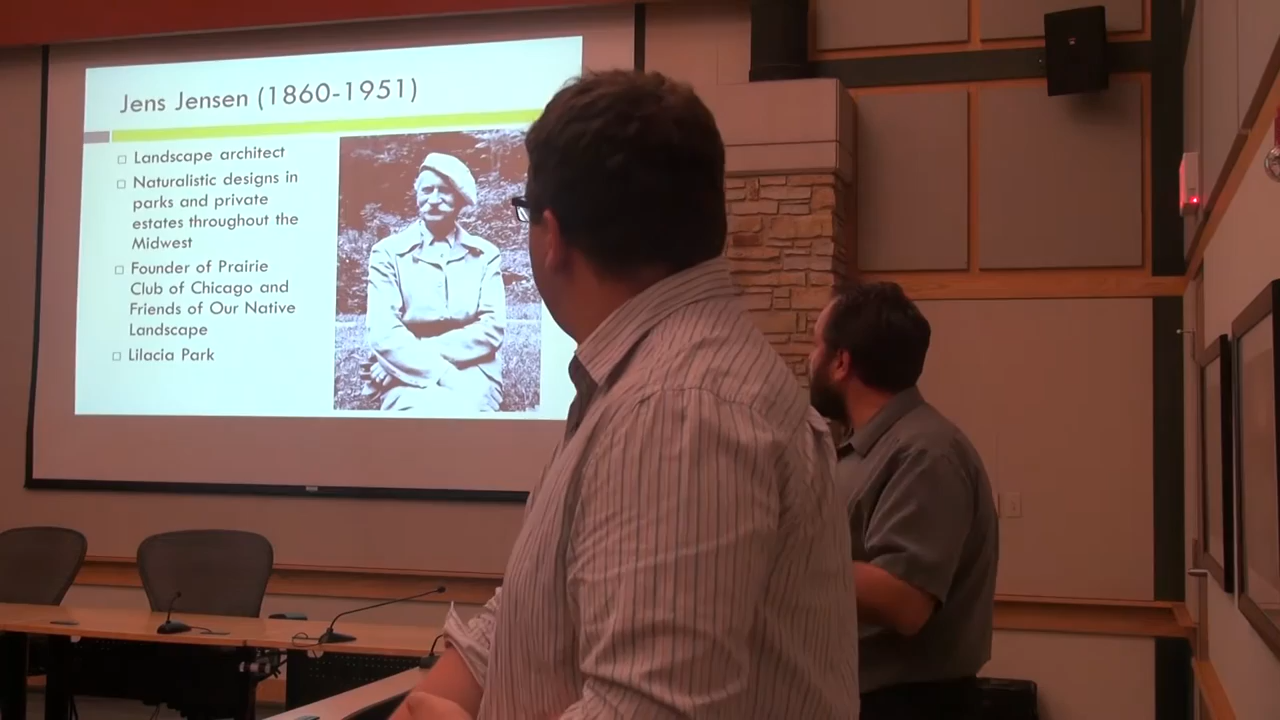 Jens Jensen (1860-1951)
Landscape architect
Naturalistic designs in
parks and private
estates throughout the
Midwest
Founder of Prairie
Club of Chicago and
Friends of Our Native
Landscape
Lilacia Park